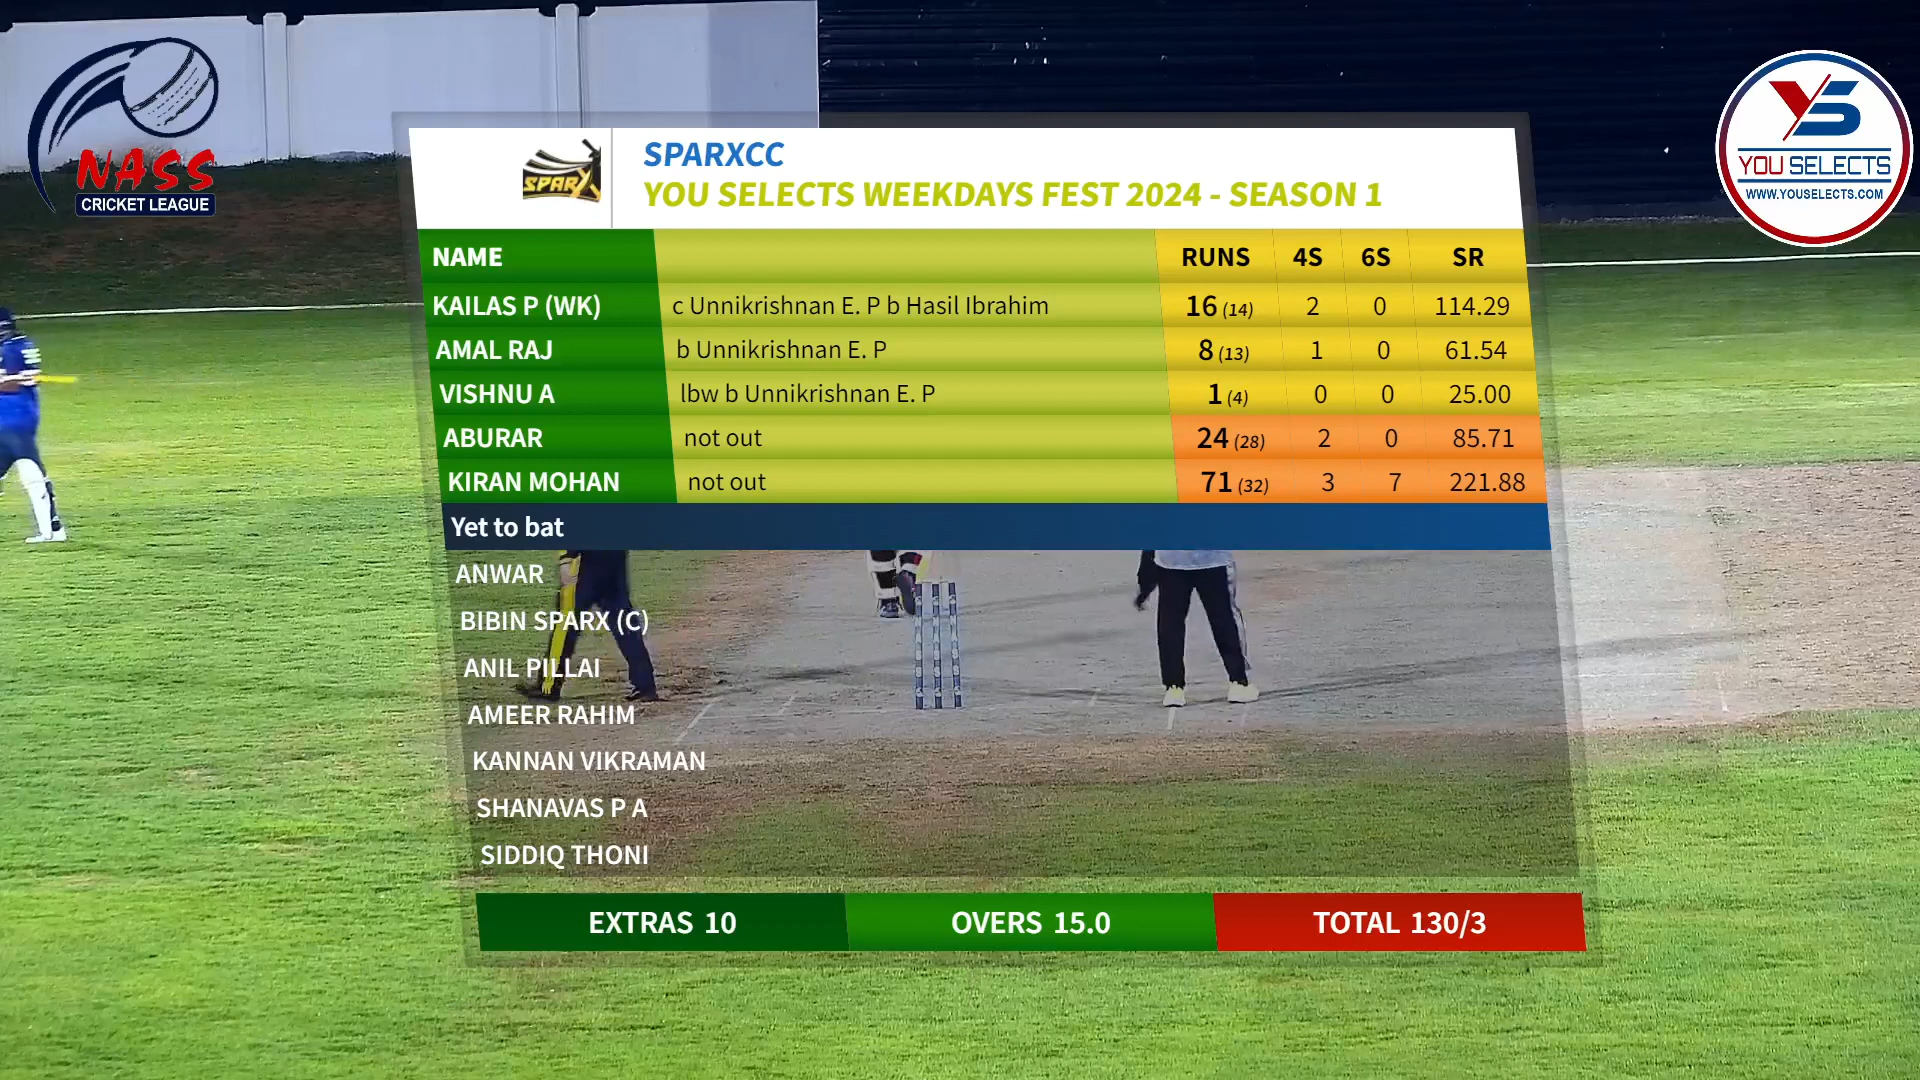 NASS
CRICKET LEAGUE
YS
YOU SELECTS
WWW.YOUSELECTS.COM
SPARX
SPARXCC
YOU SELECTS WEEKDAYS FEST 2024 - SEASON 1
NAME RUNS 4S 6S SR
KAILAS P (WK) c Unnikrishnan E. P b Hasil Ibrahim 16 (14) 2 0 114.29
AMAL RAJ b Unnikrishnan E. P 8 (13) 1 0 61.54
VISHNU A lbw b Unnikrishnan E. P 1 (4) 0 0 25.00
ABURAR not out 24 (28) 2 0 85.71
KIRAN MOHAN not out 71 (32) 3 7 221.88
Yet to bat
ANWAR
BIBIN SPARX (C)
ANIL PILLAI
AMEER RAHIM
KANNAN VIKRAMAN
SHANAVAS P A
SIDDIQ THONI
EXTRAS 10 OVERS 15.0 TOTAL 130/3